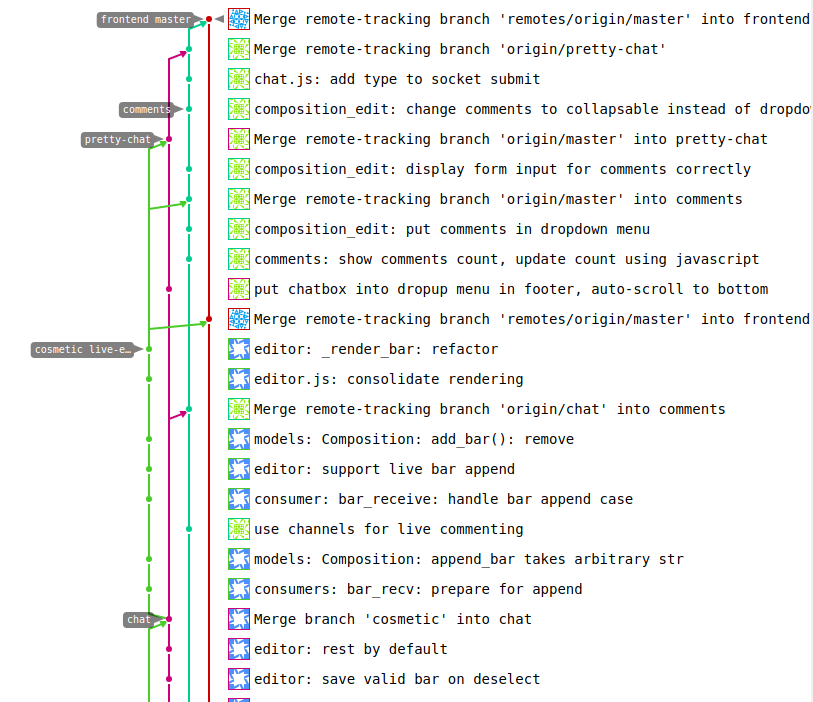 frontend master Merge remote-tracking branch 'remotes/origin/master' into frontend
Merge remote-tracking branch 'origin/pretty-chat'
chat.js: add type to socket submit
comments composition_edit: change comments to collapsable instead of dropdo
pretty-chat Merge remote-tracking branch 'origin/master' into pretty-chat
composition_edit: display form input for comments correctly
Merge remote-tracking branch 'origin/master' into comments
composition_edit: put comments in dropdown menu
comments: show comments count, update count using javascript
put chatbox into dropup menu in footer, auto-scroll to bottom
Merge remote-tracking branch 'remotes/origin/master' into frontend
cosmetic live-e… editor: _render_bar: refactor
editor.js: consolidate rendering
Merge remote-tracking branch 'origin/chat' into comments
models: Composition: add_bar(): remove
editor: support live bar append
consumer: bar_receive: handle bar append case
use channels for live commenting
models: Composition: append_bar takes arbitrary str
consumers: bar_recv: prepare for append
chat Merge branch 'cosmetic' into chat
editor: rest by default
editor: save valid bar on deselect